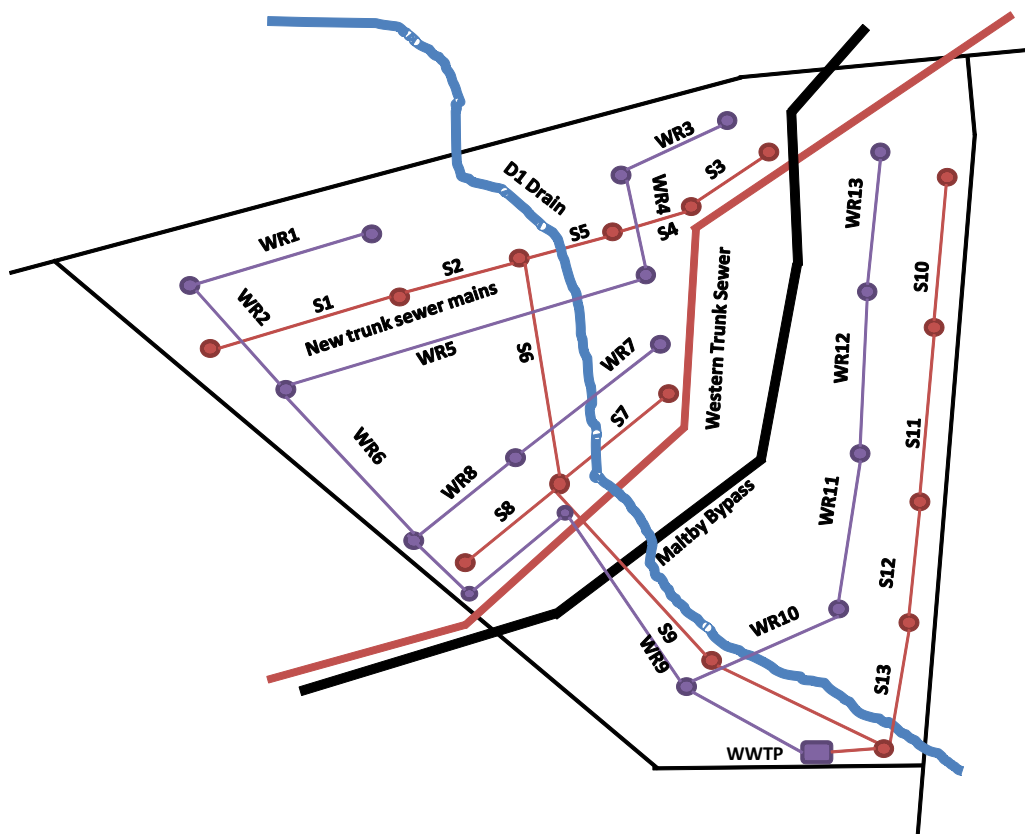 WR3
S3
D1 Drain
WR4
WR13
WR1
S5
S4
S2
S10
WR2
S1
New trunk sewer mains
Western Trunk Sewer
WR5
S6
WR7
WR12
S7
S11
WR6
WR8
S8
WR11
Maltby Bypass
S12
WR10
S9
WR9
S13
WWTP